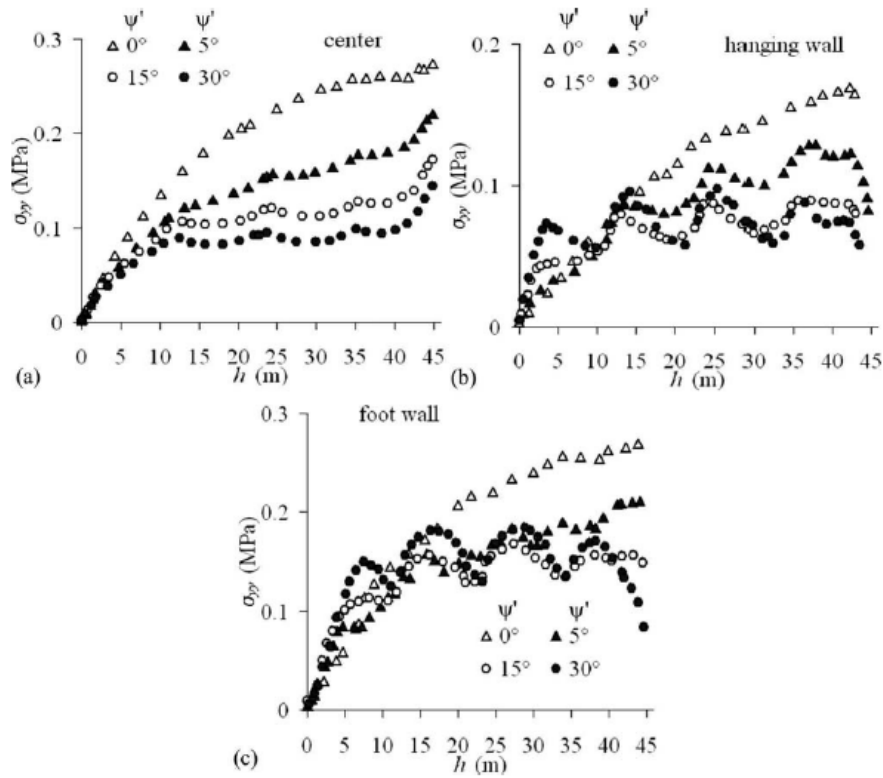 ψ' ψ'
0.3 △ 0° ▲ 5° center
○ 15° ● 30°
0.2
σyy (MPa)
0.1
0
0 5 10 15 20 25 30 35 40 45
(a) h (m)
ψ' ψ'
0.2 △ 0° ▲ 5° hanging wall
○ 15° ● 30°
σyy (MPa)
0.1
0
0 5 10 15 20 25 30 35 40 45
(b) h (m)
foot wall
0.3
0.2
σyy (MPa)
0.1
ψ' ψ'
△ 0° ▲ 5°
○ 15° ● 30°
0
0 5 10 15 20 25 30 35 40 45
(c) h (m)